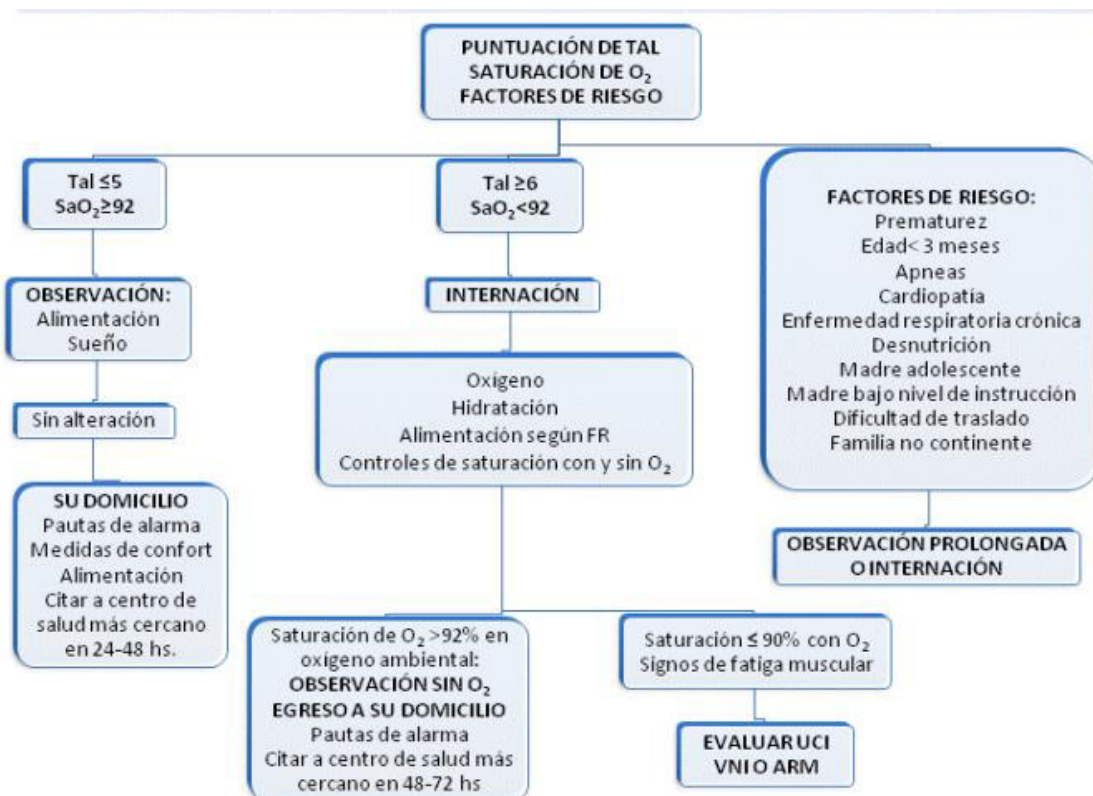 PUNTUACIÓN DE TAL
SATURACIÓN DE O₂
FACTORES DE RIESGO
Tal ≤5
SaO₂≥92
OBSERVACIÓN:
Alimentación
Sueño
Sin alteración
SU DOMICILIO
Pautas de alarma
Medidas de confort
Alimentación
Citar a centro de
salud más cercano
en 24-48 hs.
Tal ≥6
SaO₂<92
INTERNACIÓN
Oxígeno
Hidratación
Alimentación según FR
Controles de saturación con y sin O₂
Saturación de O₂ >92% en
oxígeno ambiental:
OBSERVACIÓN SIN O₂
EGRESO A SU DOMICILIO
Pautas de alarma
Citar a centro de salud más
cercano en 48-72 hs
Saturación ≤ 90% con O₂
Signos de fatiga muscular
EVALUAR UCI
VNI O ARM
FACTORES DE RIESGO:
Prematurez
Edad< 3 meses
Apneas
Cardiopatía
Enfermedad respiratoria crónica
Desnutrición
Madre adolescente
Madre bajo nivel de instrucción
Dificultad de traslado
Familia no continente
OBSERVACIÓN PROLONGADA
O INTERNACIÓN